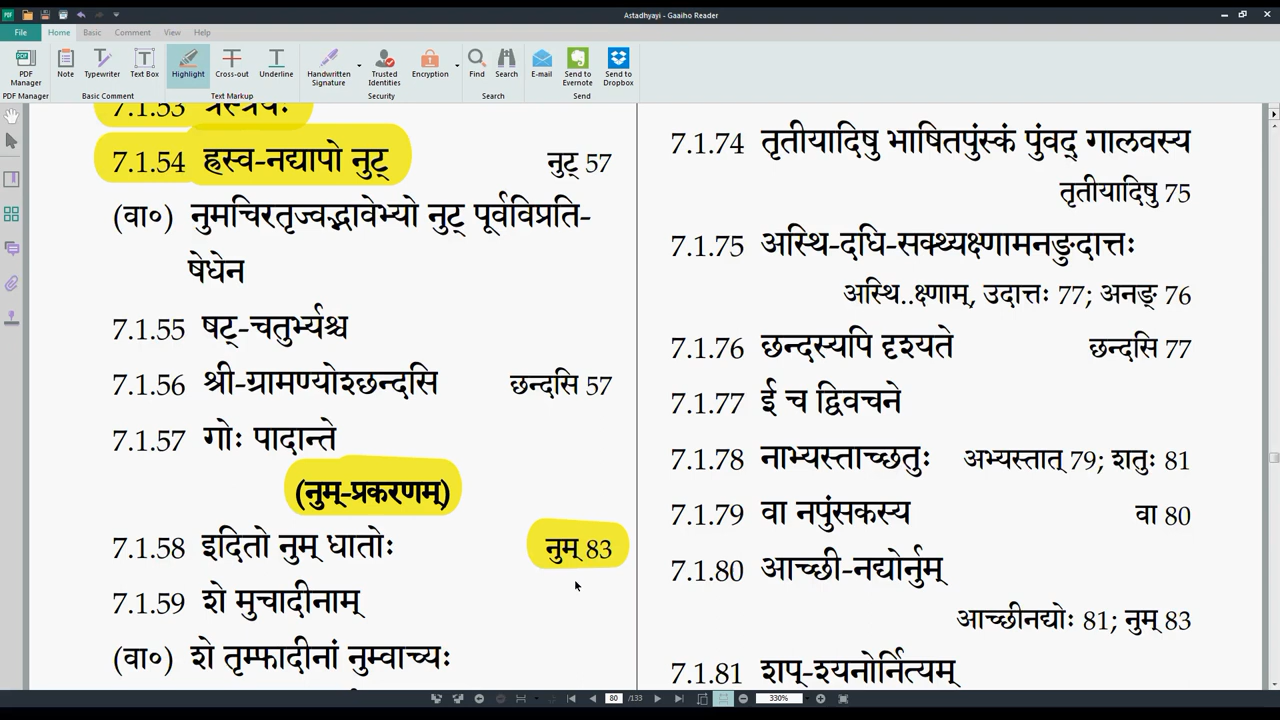 Astadhyayi - Gaaiho Reader
File Home Basic Comment View Help
PDF Manager Note Typewriter Text Box Highlight Cross-out Underline Handwritten Signature Trusted Identities Encryption Find Search E-mail Send to Evernote Send to Dropbox
PDF Manager Basic Comment Text Markup Security Search Send
7.1.53 त्रेस्त्रयः
7.1.54 ह्रस्व-नद्यापो नुट् नुट् 57
(वा०) नुमचिरतृज्वद्भावेभ्यो नुट् पूर्वविप्रति-
षेधेन
7.1.55 षट्-चतुर्भ्यश्च
7.1.56 श्री-ग्रामण्योश्छन्दसि छन्दसि 57
7.1.57 गोः पादान्ते
(नुम्-प्रकरणम्)
7.1.58 इदितो नुम् धातोः नुम् 83
7.1.59 शे मुचादीनाम्
(वा०) शे तृम्फादीनां नुम्वाच्यः
7.1.74 तृतीयादिषु भाषितपुंस्कं पुंवद् गालवस्य
तृतीयादिषु 75
7.1.75 अस्थि-दधि-सक्थ्यक्ष्णामनङुदात्तः
अस्थि..क्ष्णाम्, उदात्तः 77; अनङ् 76
7.1.76 छन्दस्यपि दृश्यते छन्दसि 77
7.1.77 ई च द्विवचने
7.1.78 नाभ्यस्ताच्छतुः अभ्यस्तात् 79; शतुः 81
7.1.79 वा नपुंसकस्य वा 80
7.1.80 आच्छी-नद्योर्नुम्
आच्छीनद्योः 81; नुम् 83
7.1.81 शप्-श्यनोर्नित्यम्
80 /133 330%